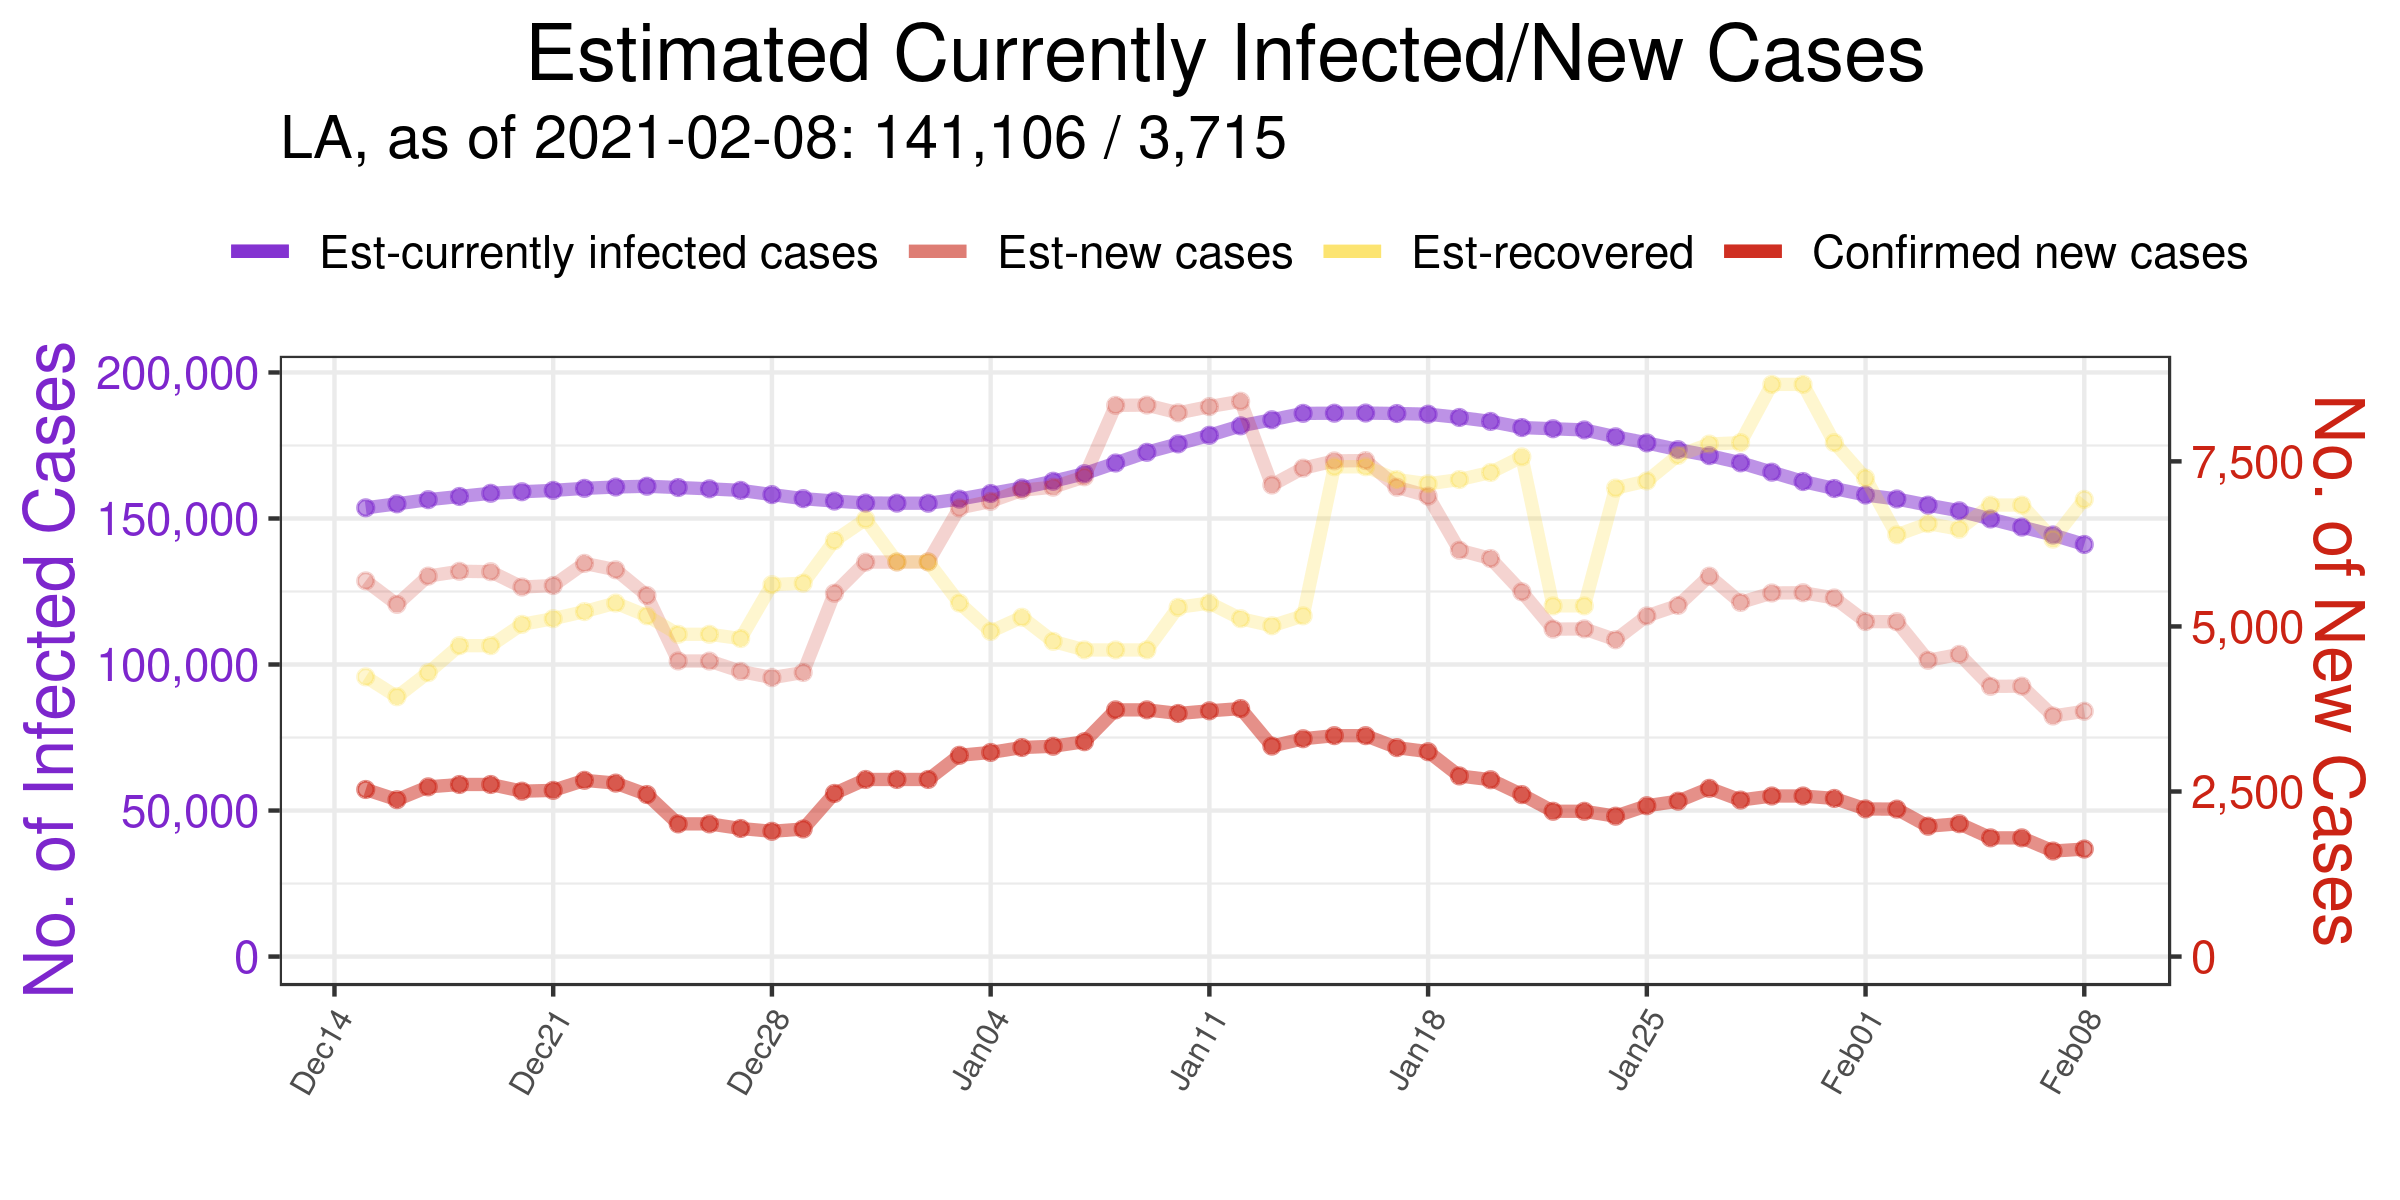 Estimated Currently Infected/New Cases
LA, as of 2021-02-08: 141,106 / 3,715
Est-currently infected cases Est-new cases Est-recovered Confirmed new cases
No. of Infected Cases
200,000
150,000
100,000
50,000
0
7,500
5,000
2,500
0
No. of New Cases
Dec14 Dec21 Dec28 Jan04 Jan11 Jan18 Jan25 Feb01 Feb08